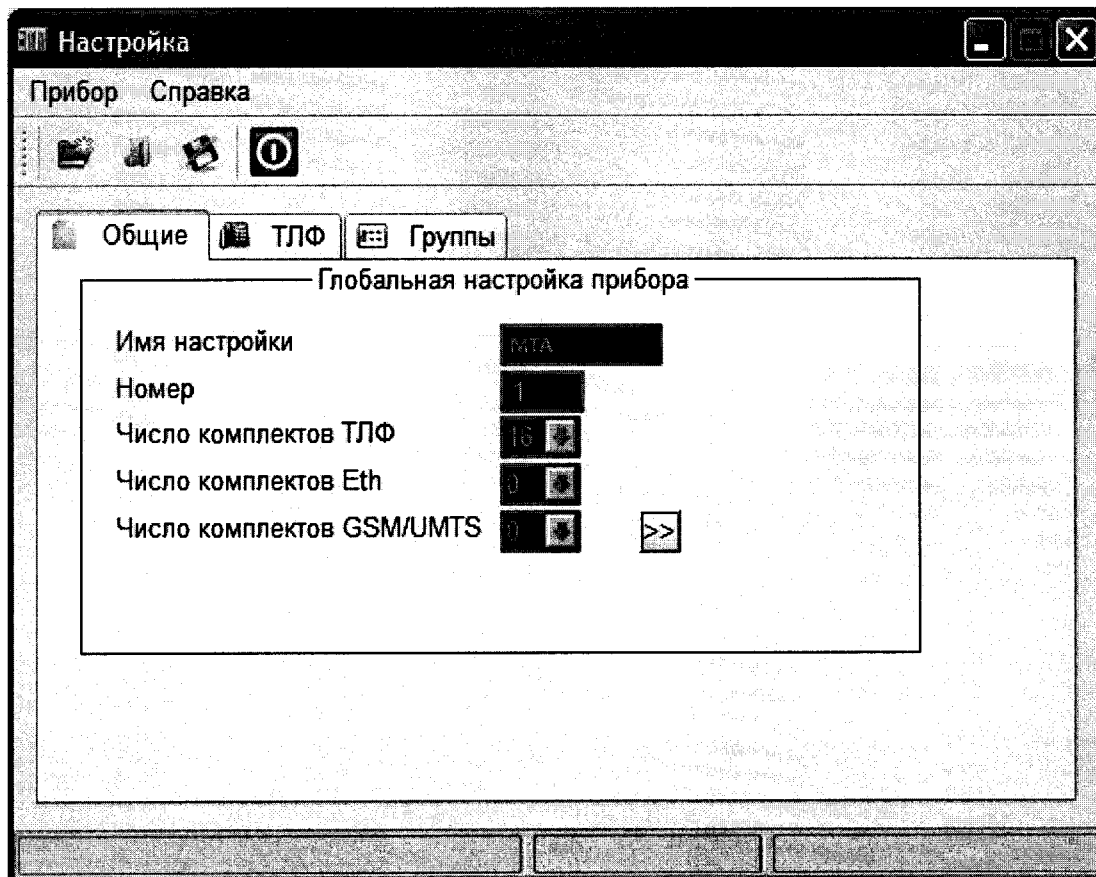 Настройка
Прибор Справка
Общие ТЛФ Группы
Глобальная настройка прибора
Имя настройки МТА
Номер 1
Число комплектов ТЛФ 16
Число комплектов Eth 0
Число комплектов GSM/UMTS 0 >>